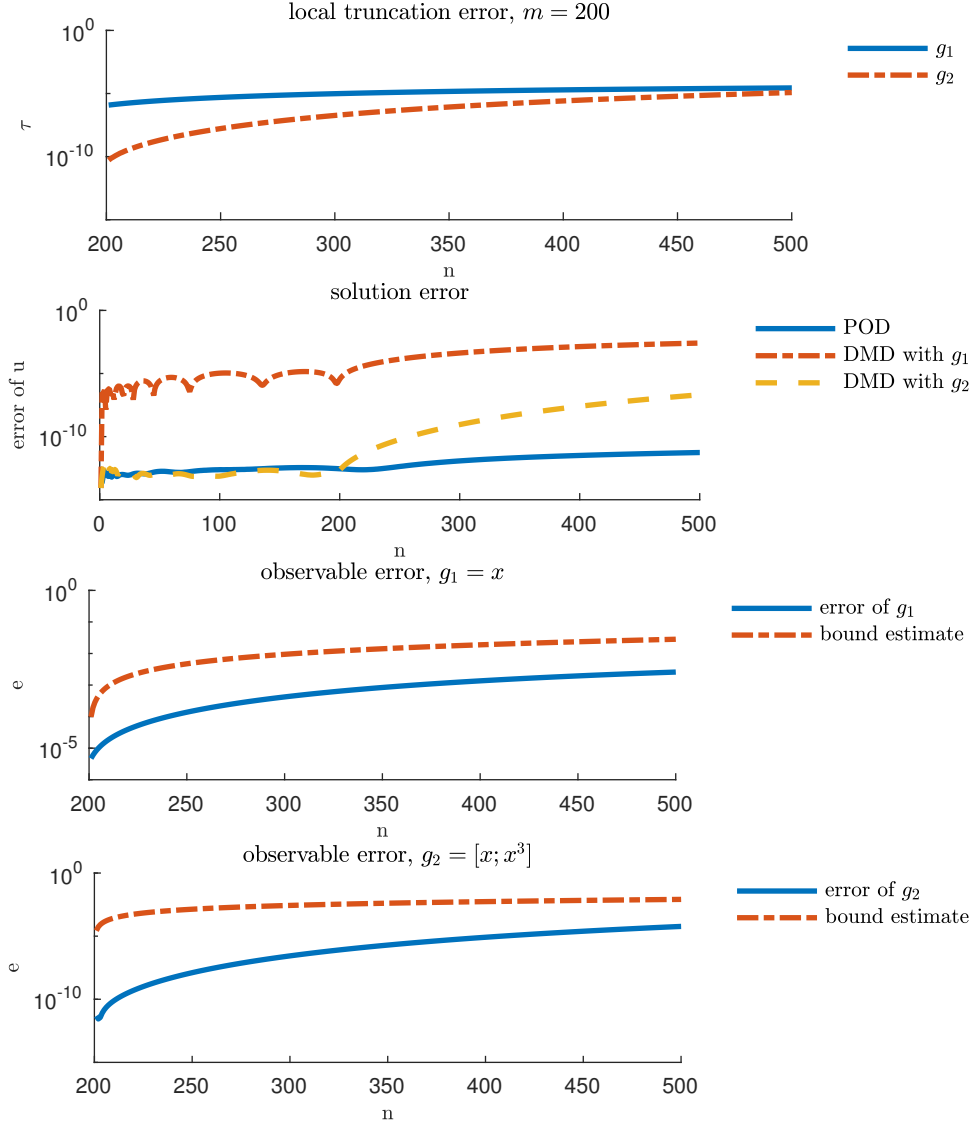 local truncation error, m = 200
10^0
10^-10
τ
200 250 300 350 400 450 500
n
g_1
g_2
solution error
10^0
10^-10
error of u
0 100 200 300 400 500
n
POD
DMD with g_1
DMD with g_2
observable error, g_1 = x
10^0
10^-5
e
200 250 300 350 400 450 500
n
error of g_1
bound estimate
observable error, g_2 = [x; x^3]
10^0
10^-10
e
200 250 300 350 400 450 500
n
error of g_2
bound estimate